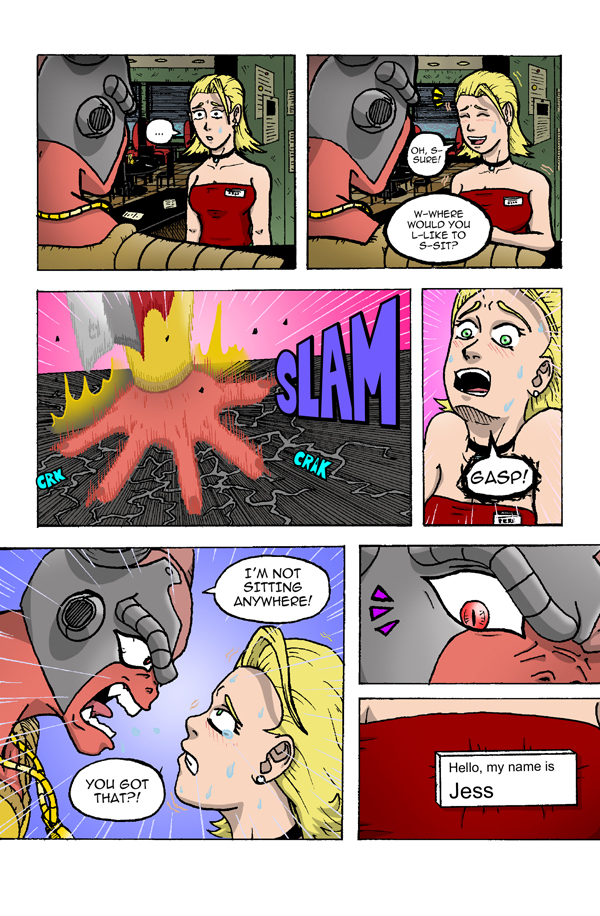 ...
OH, S-
SURE!
W-WHERE
WOULD YOU
L-LIKE TO
S-SIT?
SLAM
CRK
CRAK
GASP!
I'M NOT
SITTING
ANYWHERE!
YOU GOT
THAT?!
Hello, my name is
Jess